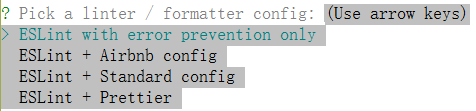 ? Pick a linter / formatter config: (Use arrow keys)
> ESLint with error prevention only
ESLint + Airbnb config
ESLint + Standard config
ESLint + Prettier